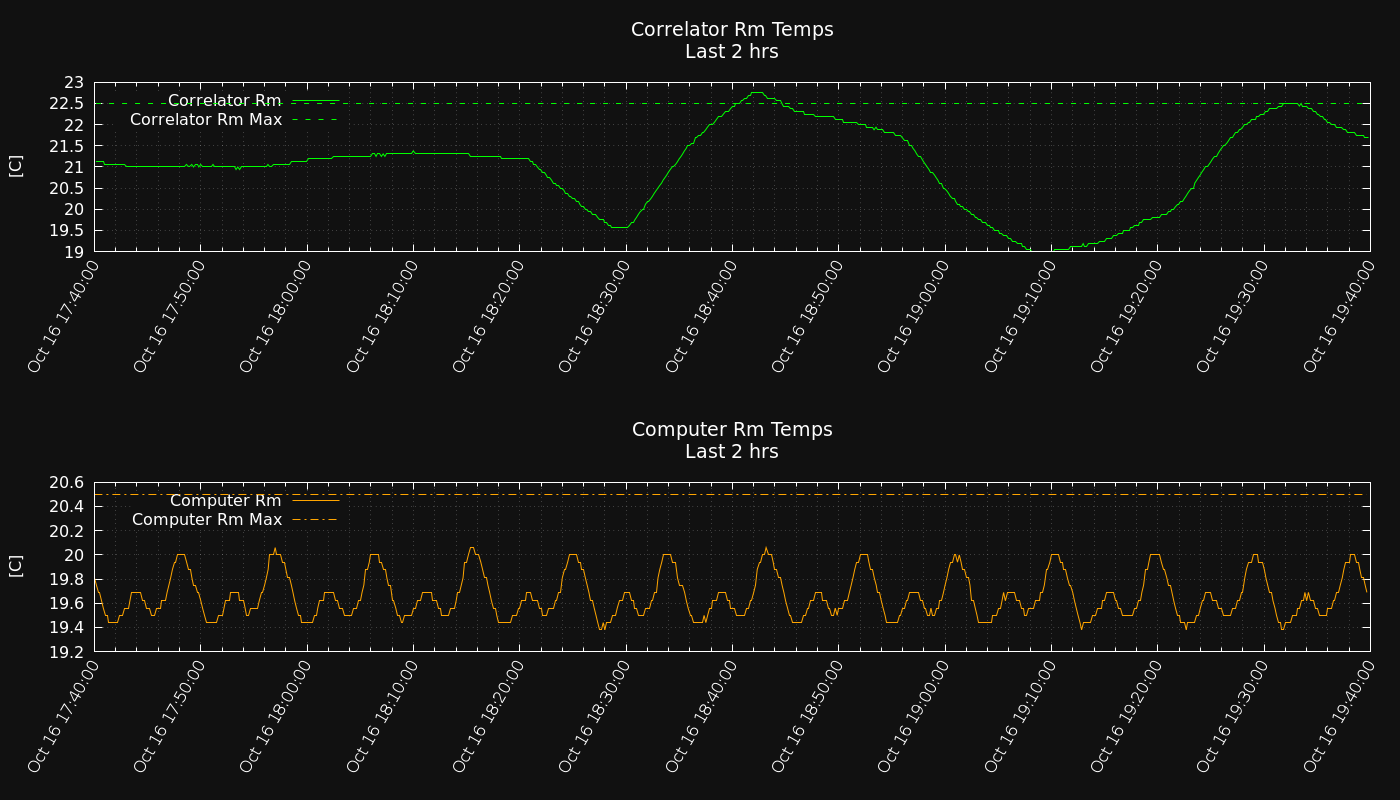 Correlator Rm Temps
Last 2 hrs
23
22.5
22
21.5
21
20.5
20
19.5
19
[C]
Correlator Rm
Correlator Rm Max
Oct 16 17:40:00
Oct 16 17:50:00
Oct 16 18:00:00
Oct 16 18:10:00
Oct 16 18:20:00
Oct 16 18:30:00
Oct 16 18:40:00
Oct 16 18:50:00
Oct 16 19:00:00
Oct 16 19:10:00
Oct 16 19:20:00
Oct 16 19:30:00
Oct 16 19:40:00
Computer Rm Temps
Last 2 hrs
20.6
20.4
20.2
20
19.8
19.6
19.4
19.2
[C]
Computer Rm
Computer Rm Max
Oct 16 17:40:00
Oct 16 17:50:00
Oct 16 18:00:00
Oct 16 18:10:00
Oct 16 18:20:00
Oct 16 18:30:00
Oct 16 18:40:00
Oct 16 18:50:00
Oct 16 19:00:00
Oct 16 19:10:00
Oct 16 19:20:00
Oct 16 19:30:00
Oct 16 19:40:00